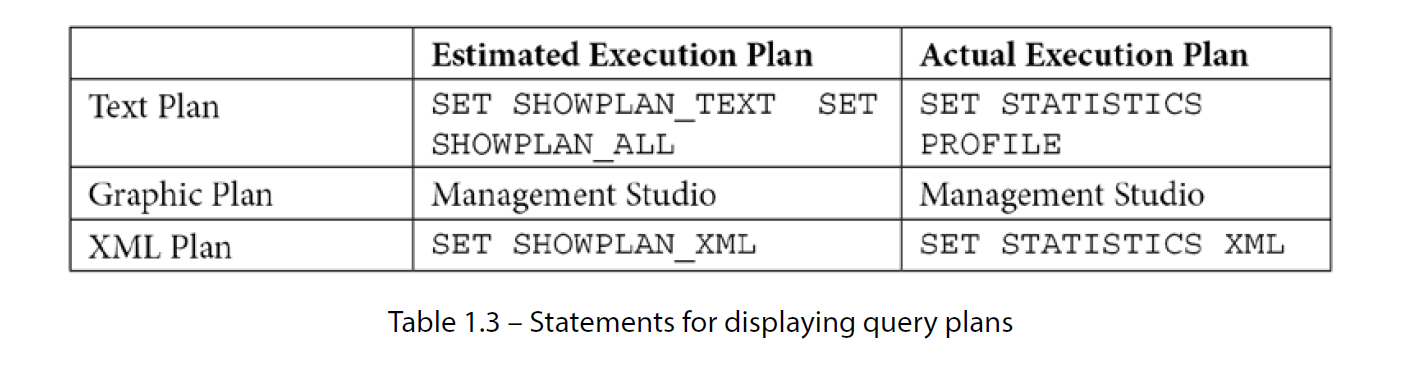 Estimated Execution Plan Actual Execution Plan
Text Plan SET SHOWPLAN_TEXT SET SET STATISTICS
SHOWPLAN_ALL PROFILE
Graphic Plan Management Studio Management Studio
XML Plan SET SHOWPLAN_XML SET STATISTICS XML
Table 1.3 – Statements for displaying query plans